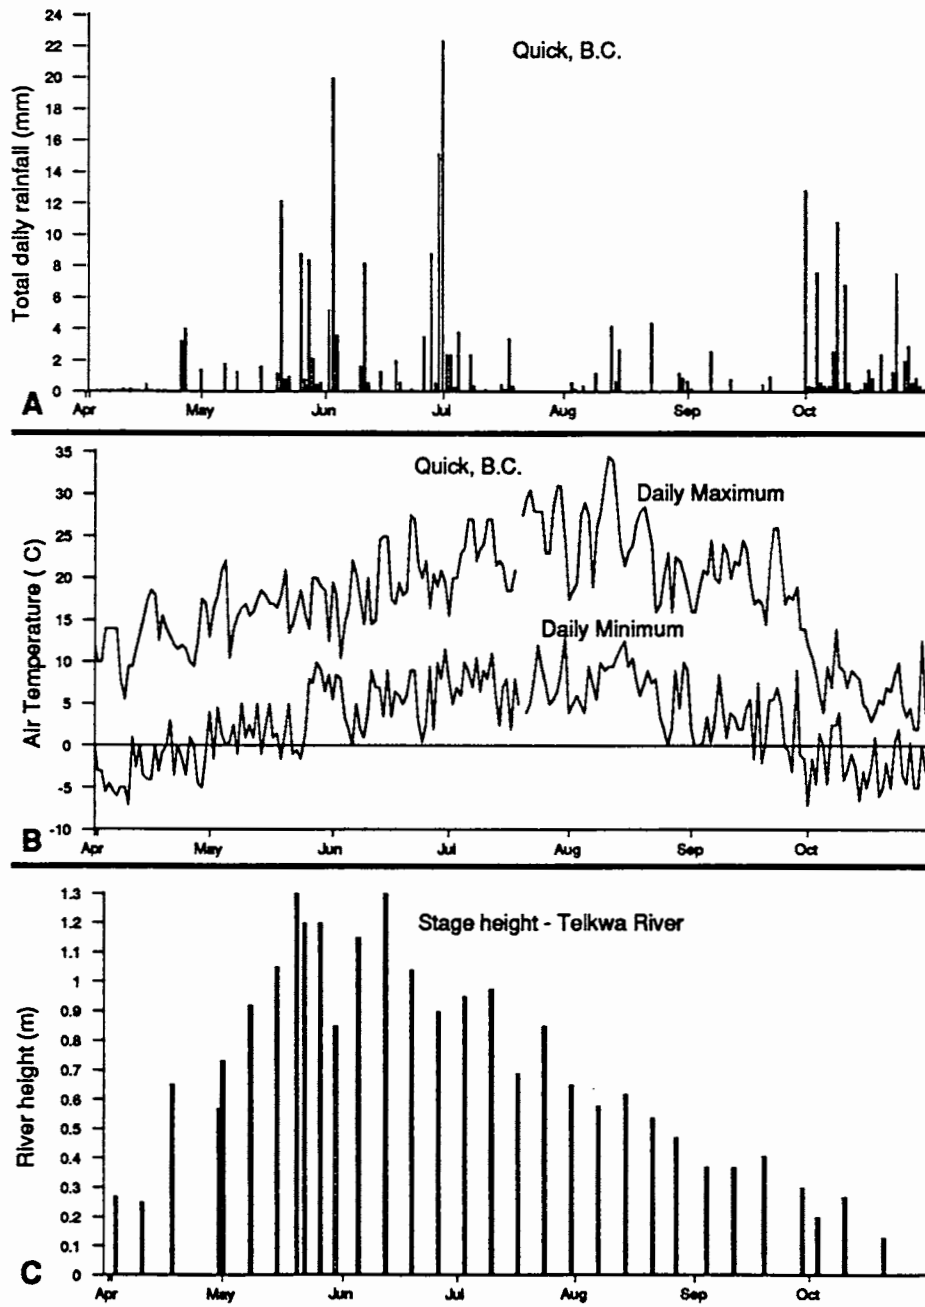 24
22
20
18
16
14
12
10
8
6
4
2
0
Total daily rainfall (mm)
Quick, B.C.
A
Apr May Jun Jul Aug Sep Oct
35
30
25
20
15
10
5
0
-5
-10
Air Temperature ( C)
Quick, B.C.
Daily Maximum
Daily Minimum
B
Apr May Jun Jul Aug Sep Oct
1.3
1.2
1.1
1
0.9
0.8
0.7
0.6
0.5
0.4
0.3
0.2
0.1
0
River height (m)
Stage height - Telkwa River
C
Apr May Jun Jul Aug Sep Oct